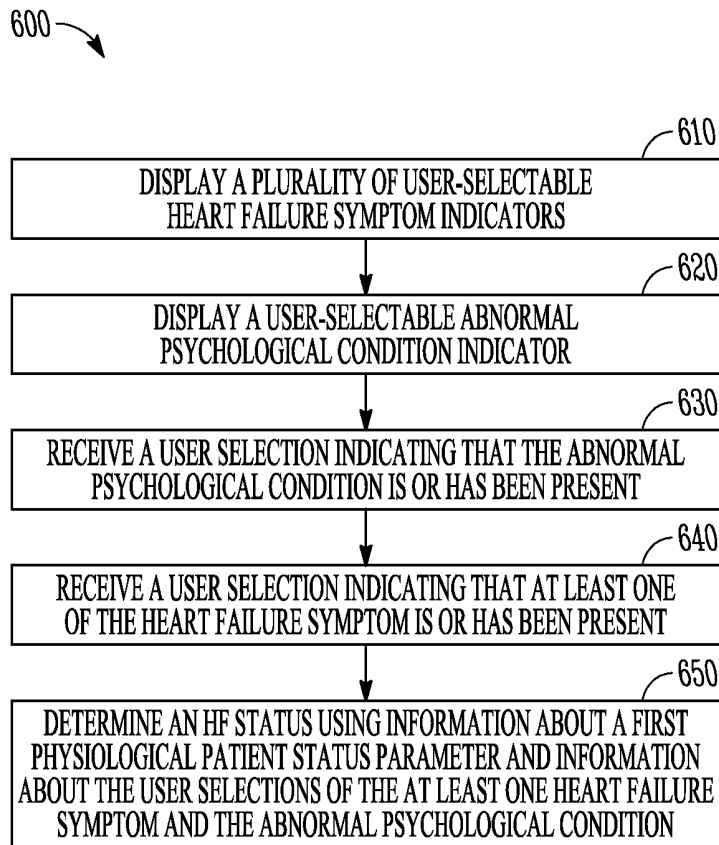 600
610
DISPLAY A PLURALITY OF USER-SELECTABLE
HEART FAILURE SYMPTOM INDICATORS
620
DISPLAY A USER-SELECTABLE ABNORMAL
PSYCHOLOGICAL CONDITION INDICATOR
630
RECEIVE A USER SELECTION INDICATING THAT THE ABNORMAL
PSYCHOLOGICAL CONDITION IS OR HAS BEEN PRESENT
640
RECEIVE A USER SELECTION INDICATING THAT AT LEAST ONE
OF THE HEART FAILURE SYMPTOM IS OR HAS BEEN PRESENT
650
DETERMINE AN HF STATUS USING INFORMATION ABOUT A FIRST
PHYSIOLOGICAL PATIENT STATUS PARAMETER AND INFORMATION
ABOUT THE USER SELECTIONS OF THE AT LEAST ONE HEART FAILURE
SYMPTOM AND THE ABNORMAL PSYCHOLOGICAL CONDITION